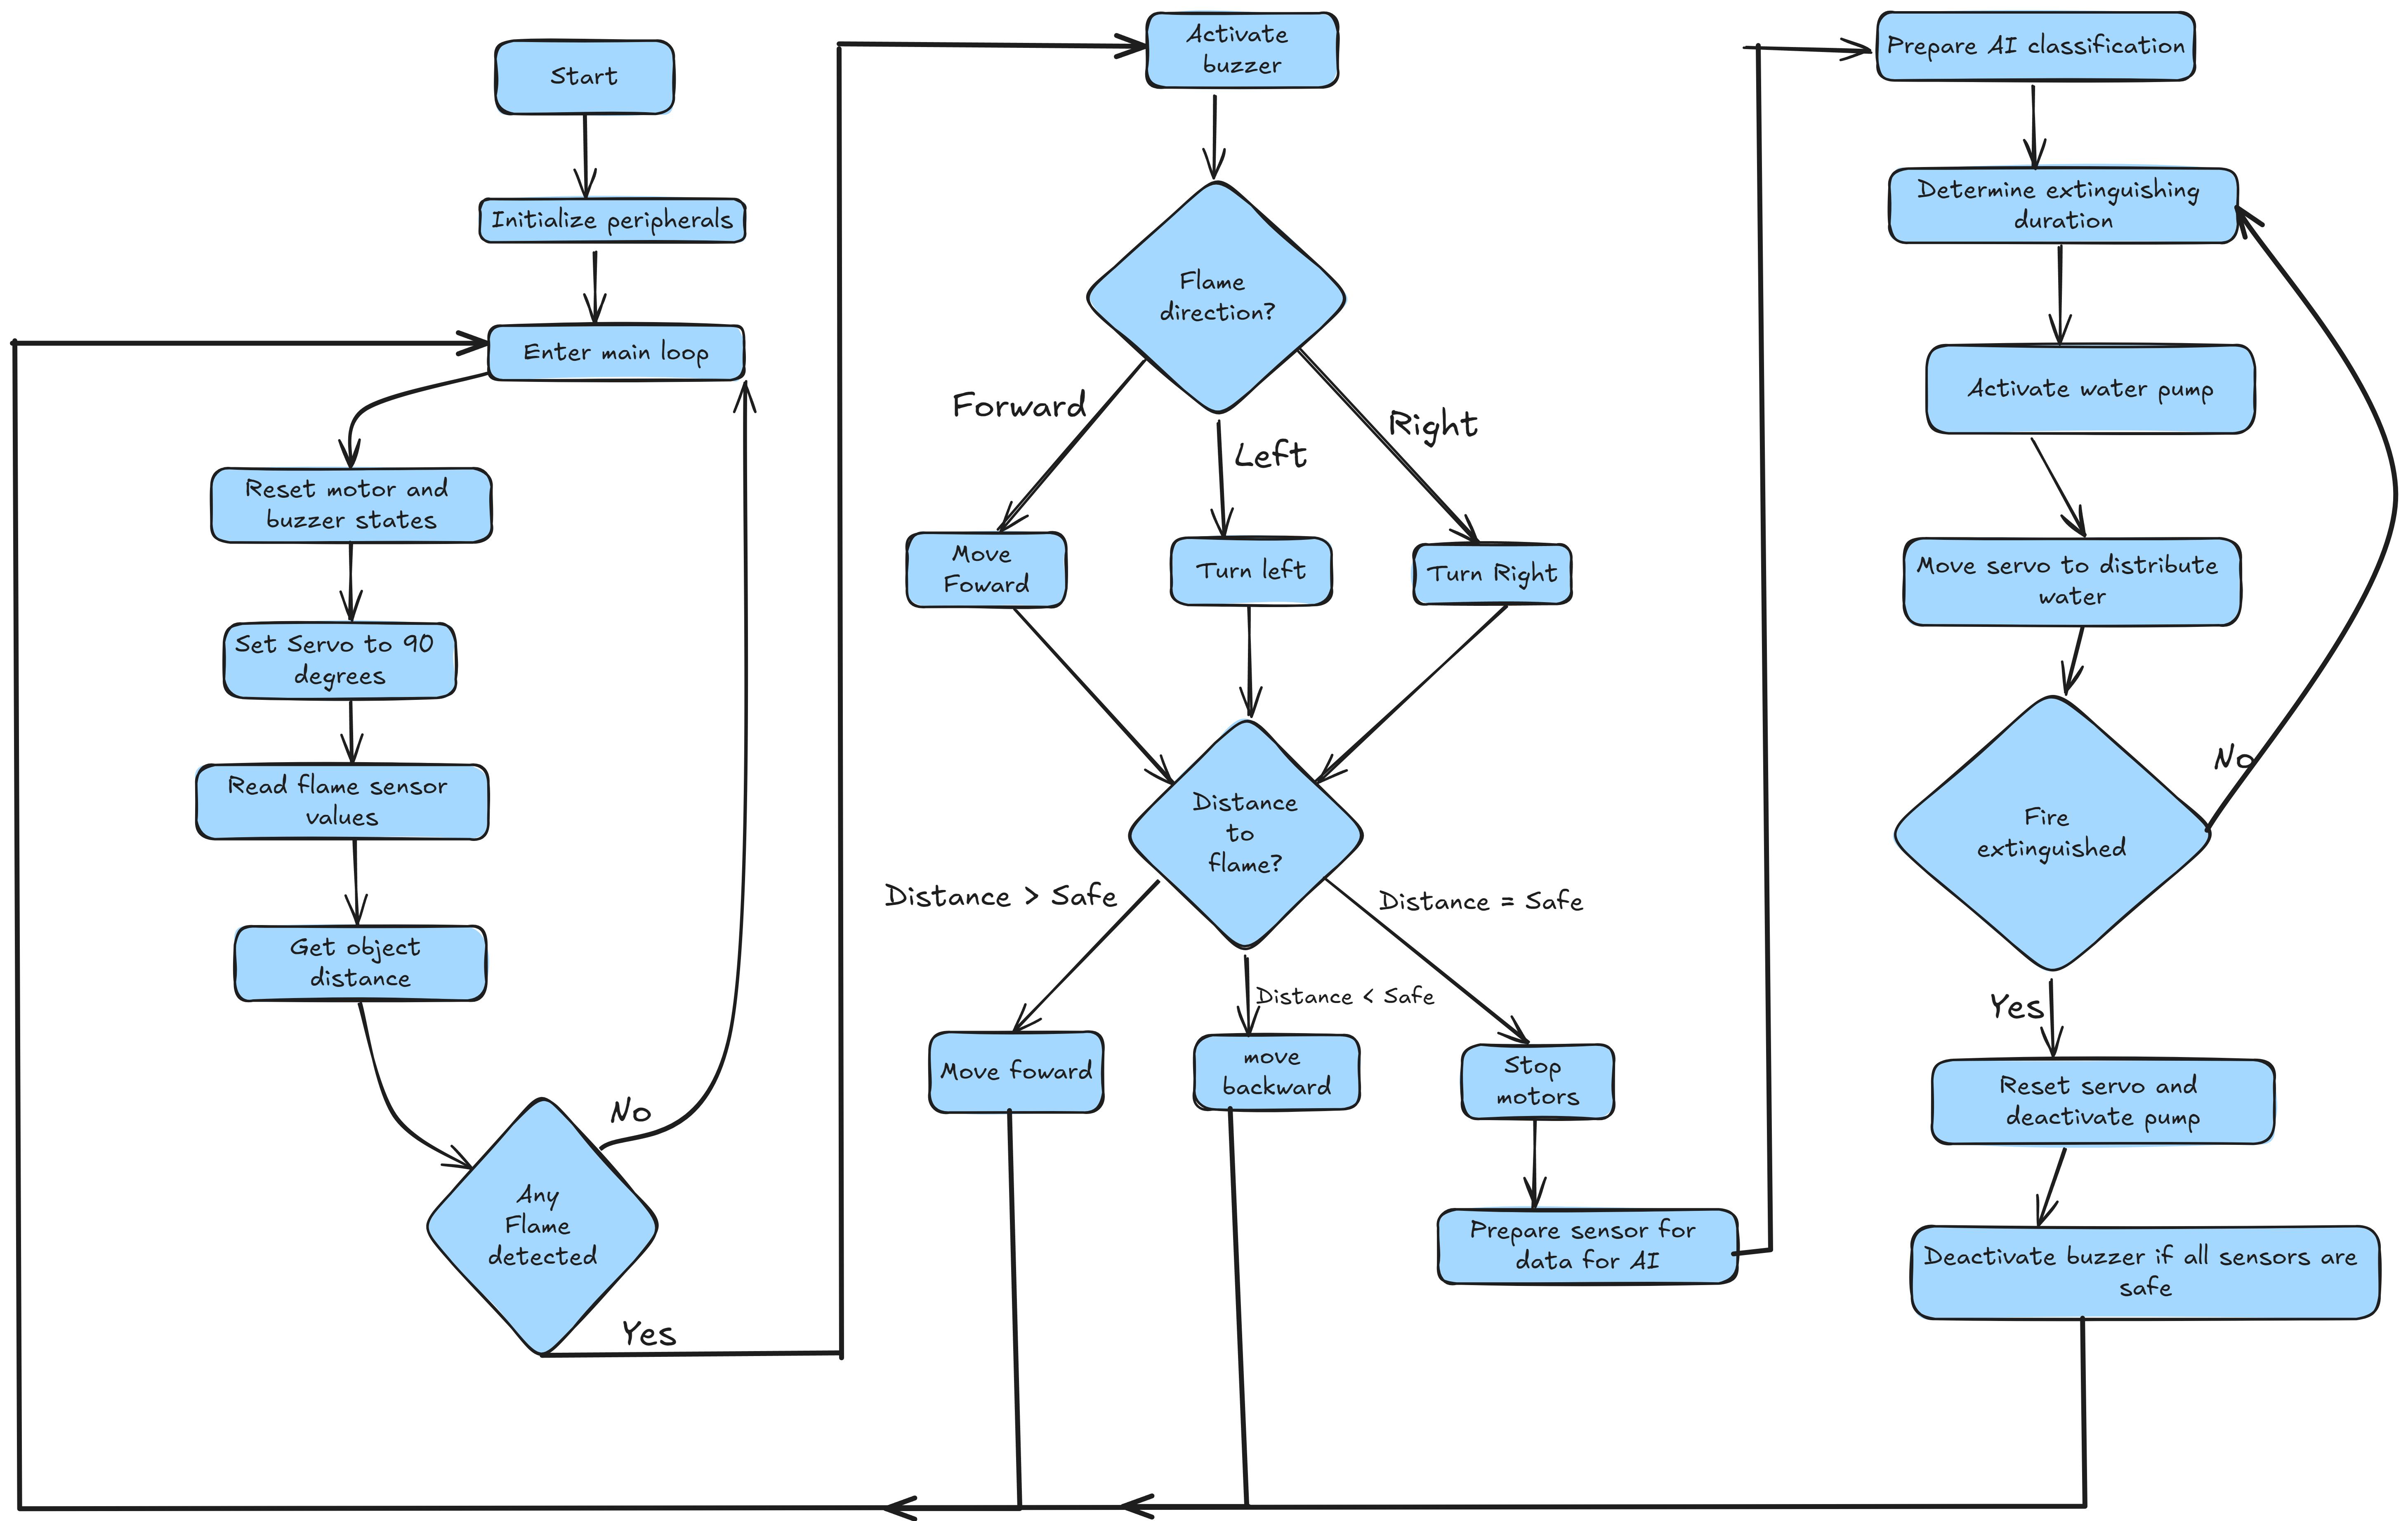 Start
Initialize peripherals
Enter main loop
Reset motor and
buzzer states
Set Servo to 90
degrees
Read flame sensor
values
Get object
distance
Any
Flame
detected
No
Yes
Activate
buzzer
Flame
direction?
Forward
Left
Right
Move
Foward
Turn left
Turn Right
Distance
to
flame?
Distance > Safe
Distance < Safe
Distance = Safe
Move foward
move
backward
Stop
motors
Prepare sensor for
data for AI
Prepare AI classification
Determine extinguishing
duration
Activate water pump
Move servo to distribute
water
Fire
extinguished
No
Yes
Reset servo and
deactivate pump
Deactivate buzzer if all sensors are
safe